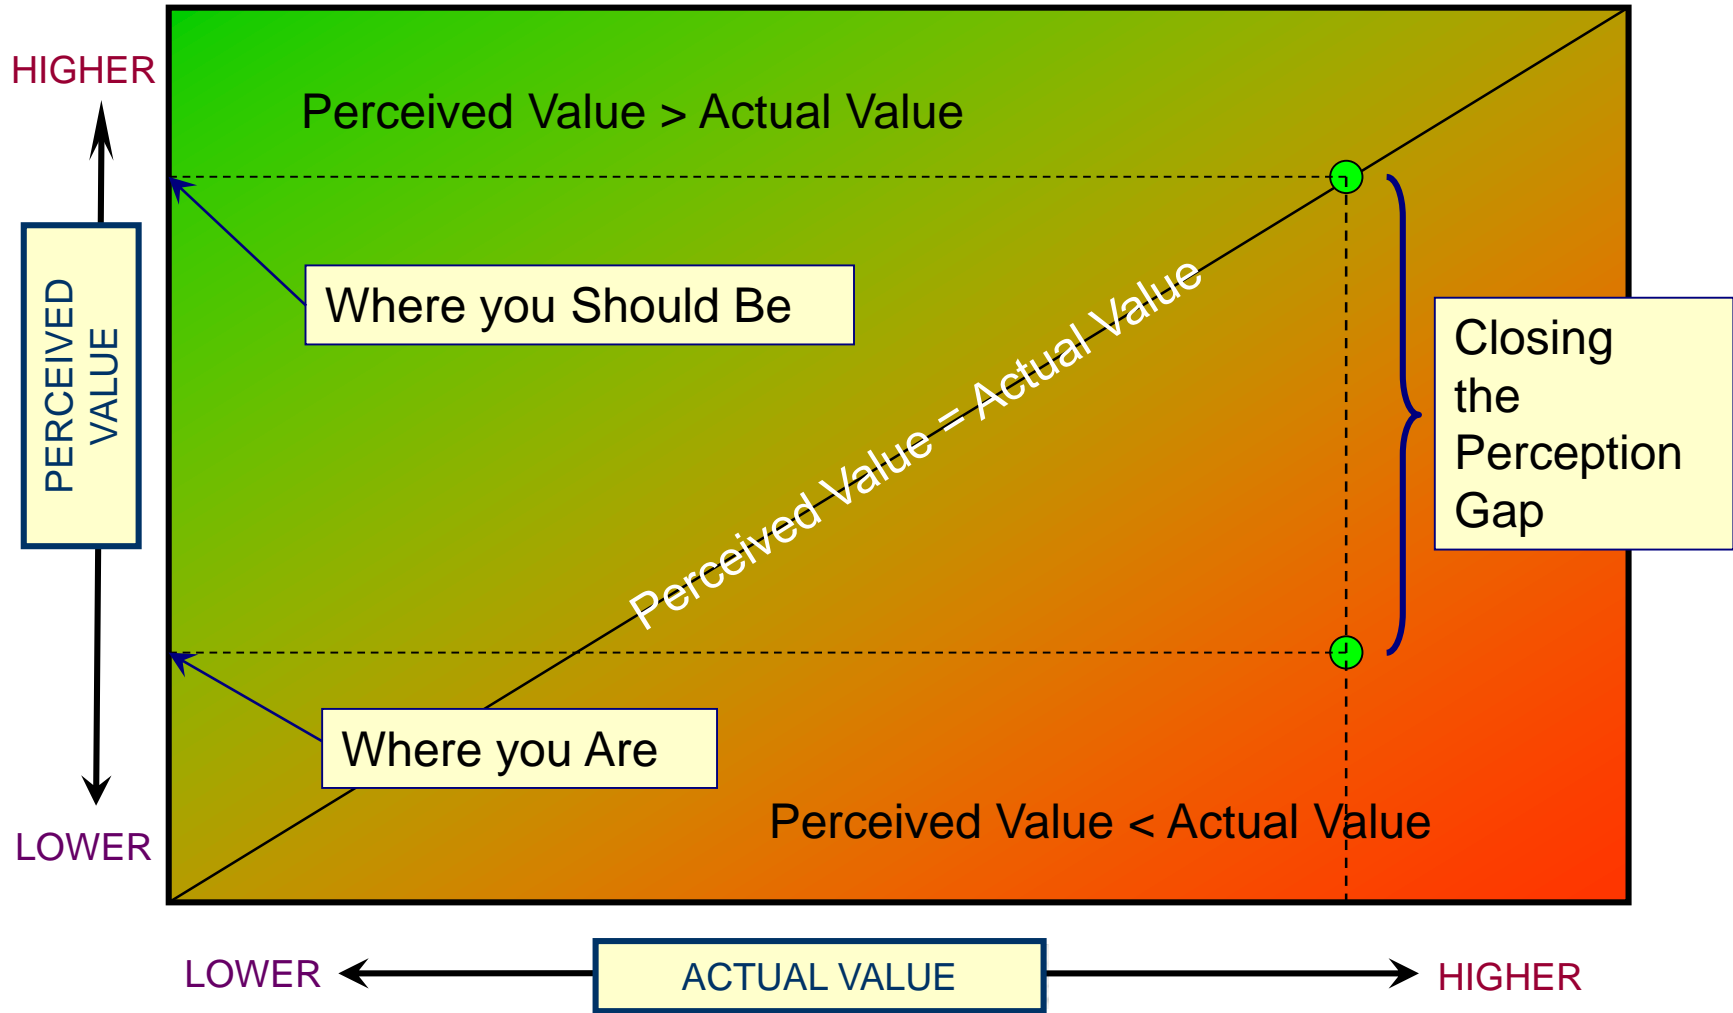 HIGHER
Perceived Value > Actual Value
PERCEIVED
VALUE
Where you Should Be
Perceived Value = Actual Value
Closing
the
Perception
Gap
Where you Are
Perceived Value < Actual Value
LOWER
LOWER
ACTUAL VALUE
HIGHER